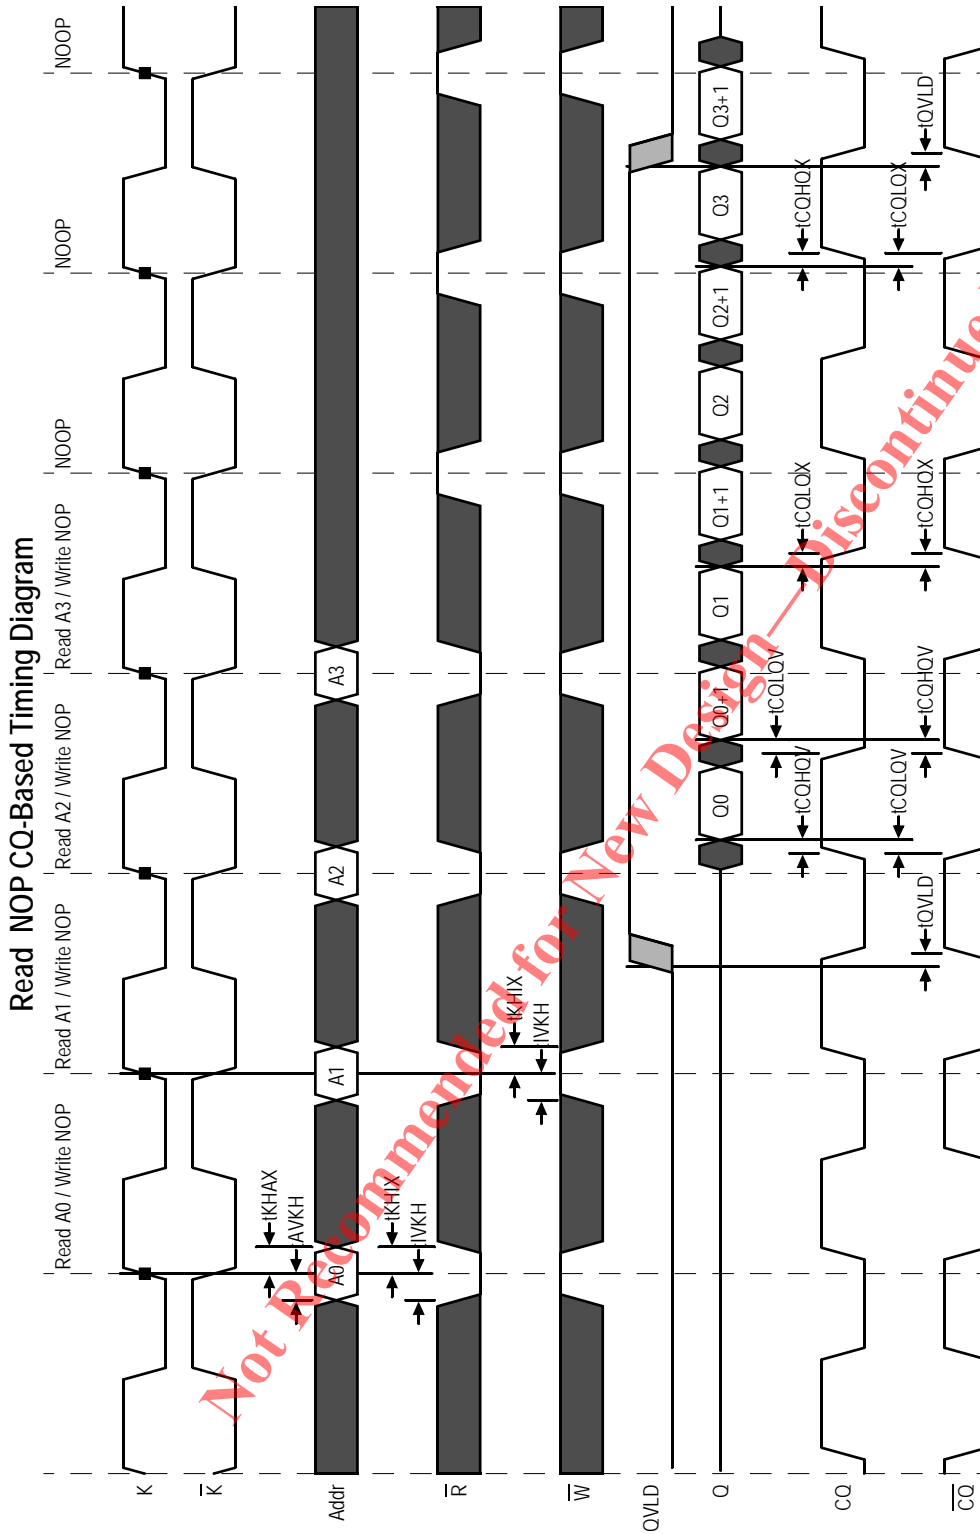 Read NOP CQ-Based Timing Diagram
Read A0 / Write NOP
Read A1 / Write NOP
Read A2 / Write NOP
Read A3 / Write NOP
NOOP
NOOP
NOOP
K
K
tKHAX
tAVKH
Addr
A0
A1
A2
A3
tKHIX
tIVKH
R
tKHIX
tIVKH
W
QVLD
Q
Q0
Q0+1
Q1
Q1+1
Q2
Q2+1
Q3
Q3+1
tCQLQV
tCQHQV
tCQLQX
tCQHQX
CQ
tCQLQV
tCQLQX
tQVLD
tCQHQV
tCQHQX
tQVLD
CQ
Not Recommended for New Design—Discontinue